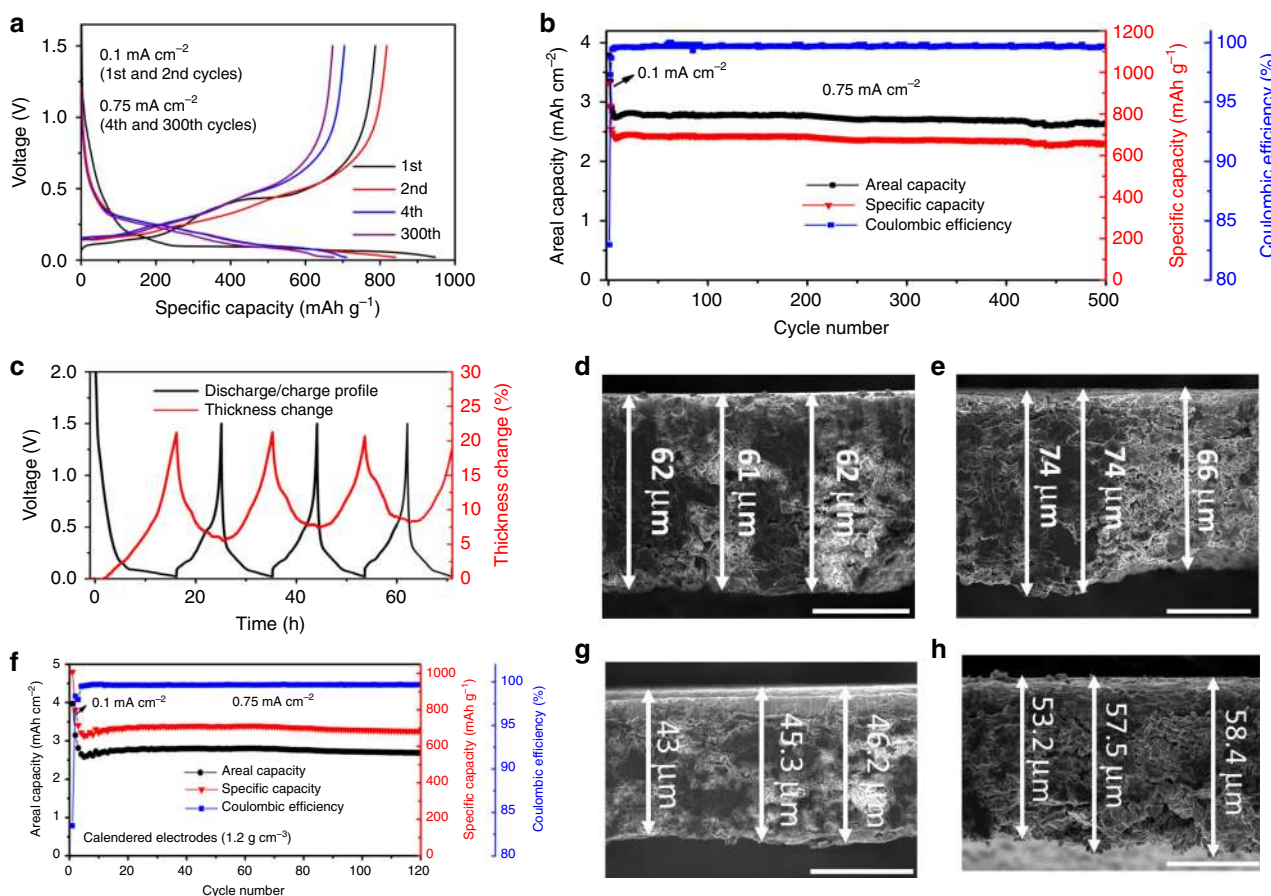 a
1.5
1.0
0.5
0.0
Voltage (V)
0.1 mA cm⁻²
(1st and 2nd cycles)
0.75 mA cm⁻²
(4th and 300th cycles)
1st
2nd
4th
300th
0
200
400
600
800
1000
Specific capacity (mAh g⁻¹)
b
4
3
2
1
0
Areal capacity (mAh cm⁻²)
0.1 mA cm⁻²
0.75 mA cm⁻²
Areal capacity
Specific capacity
Coulombic efficiency
0
100
200
300
400
500
Cycle number
1200
1000
800
600
400
200
0
Specific capacity (mAh g⁻¹)
100
95
90
85
80
Coulombic efficiency (%)
c
2.0
1.5
1.0
0.5
0.0
Voltage (V)
Discharge/charge profile
Thickness change
0
20
40
60
Time (h)
30
25
20
15
10
5
0
Thickness change (%)
d
62 μm
61 μm
62 μm
e
74 μm
74 μm
66 μm
f
5
4
3
2
1
0
Areal capacity (mAh cm⁻²)
0.1 mA cm⁻²
0.75 mA cm⁻²
Areal capacity
Specific capacity
Coulombic efficiency
Calendered electrodes (1.2 g cm⁻³)
0
20
40
60
80
100
120
Cycle number
1000
800
600
400
200
0
Specific capacity (mAh g⁻¹)
100
95
90
85
80
Coulombic efficiency (%)
g
43 μm
45.3 μm
46.2 μm
h
53.2 μm
57.5 μm
58.4 μm